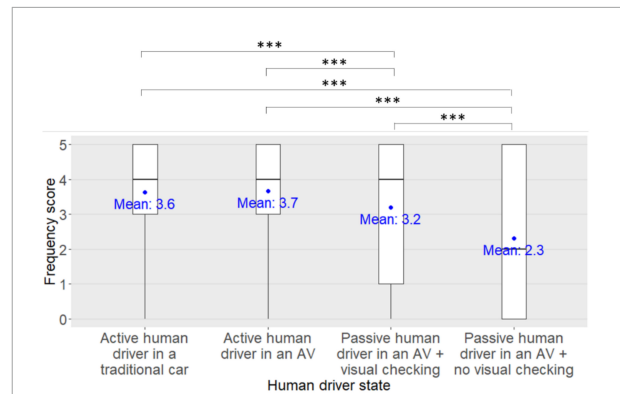 ***
***
***
***
***
5
4
3
2
1
0
Frequency score
Mean: 3.6
Mean: 3.7
Mean: 3.2
Mean: 2.3
Active human
driver in a
traditional car
Active human
driver in an AV
Passive human
driver in an AV +
visual checking
Passive human
driver in an AV +
no visual checking
Human driver state